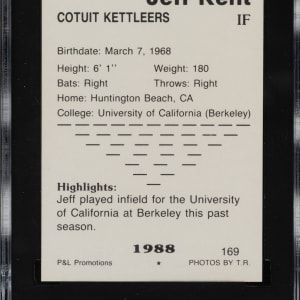 Jeff Kent
COTUIT KETTLEERS IF
Birthdate: March 7, 1968
Height: 6' 1" Weight: 180
Bats: Right Throws: Right
Home: Huntington Beach, CA
College: University of California (Berkeley)
Highlights:
Jeff played infield for the University
of California at Berkeley this past
season.
1988 169
P&L Promotions * PHOTOS BY T.R.